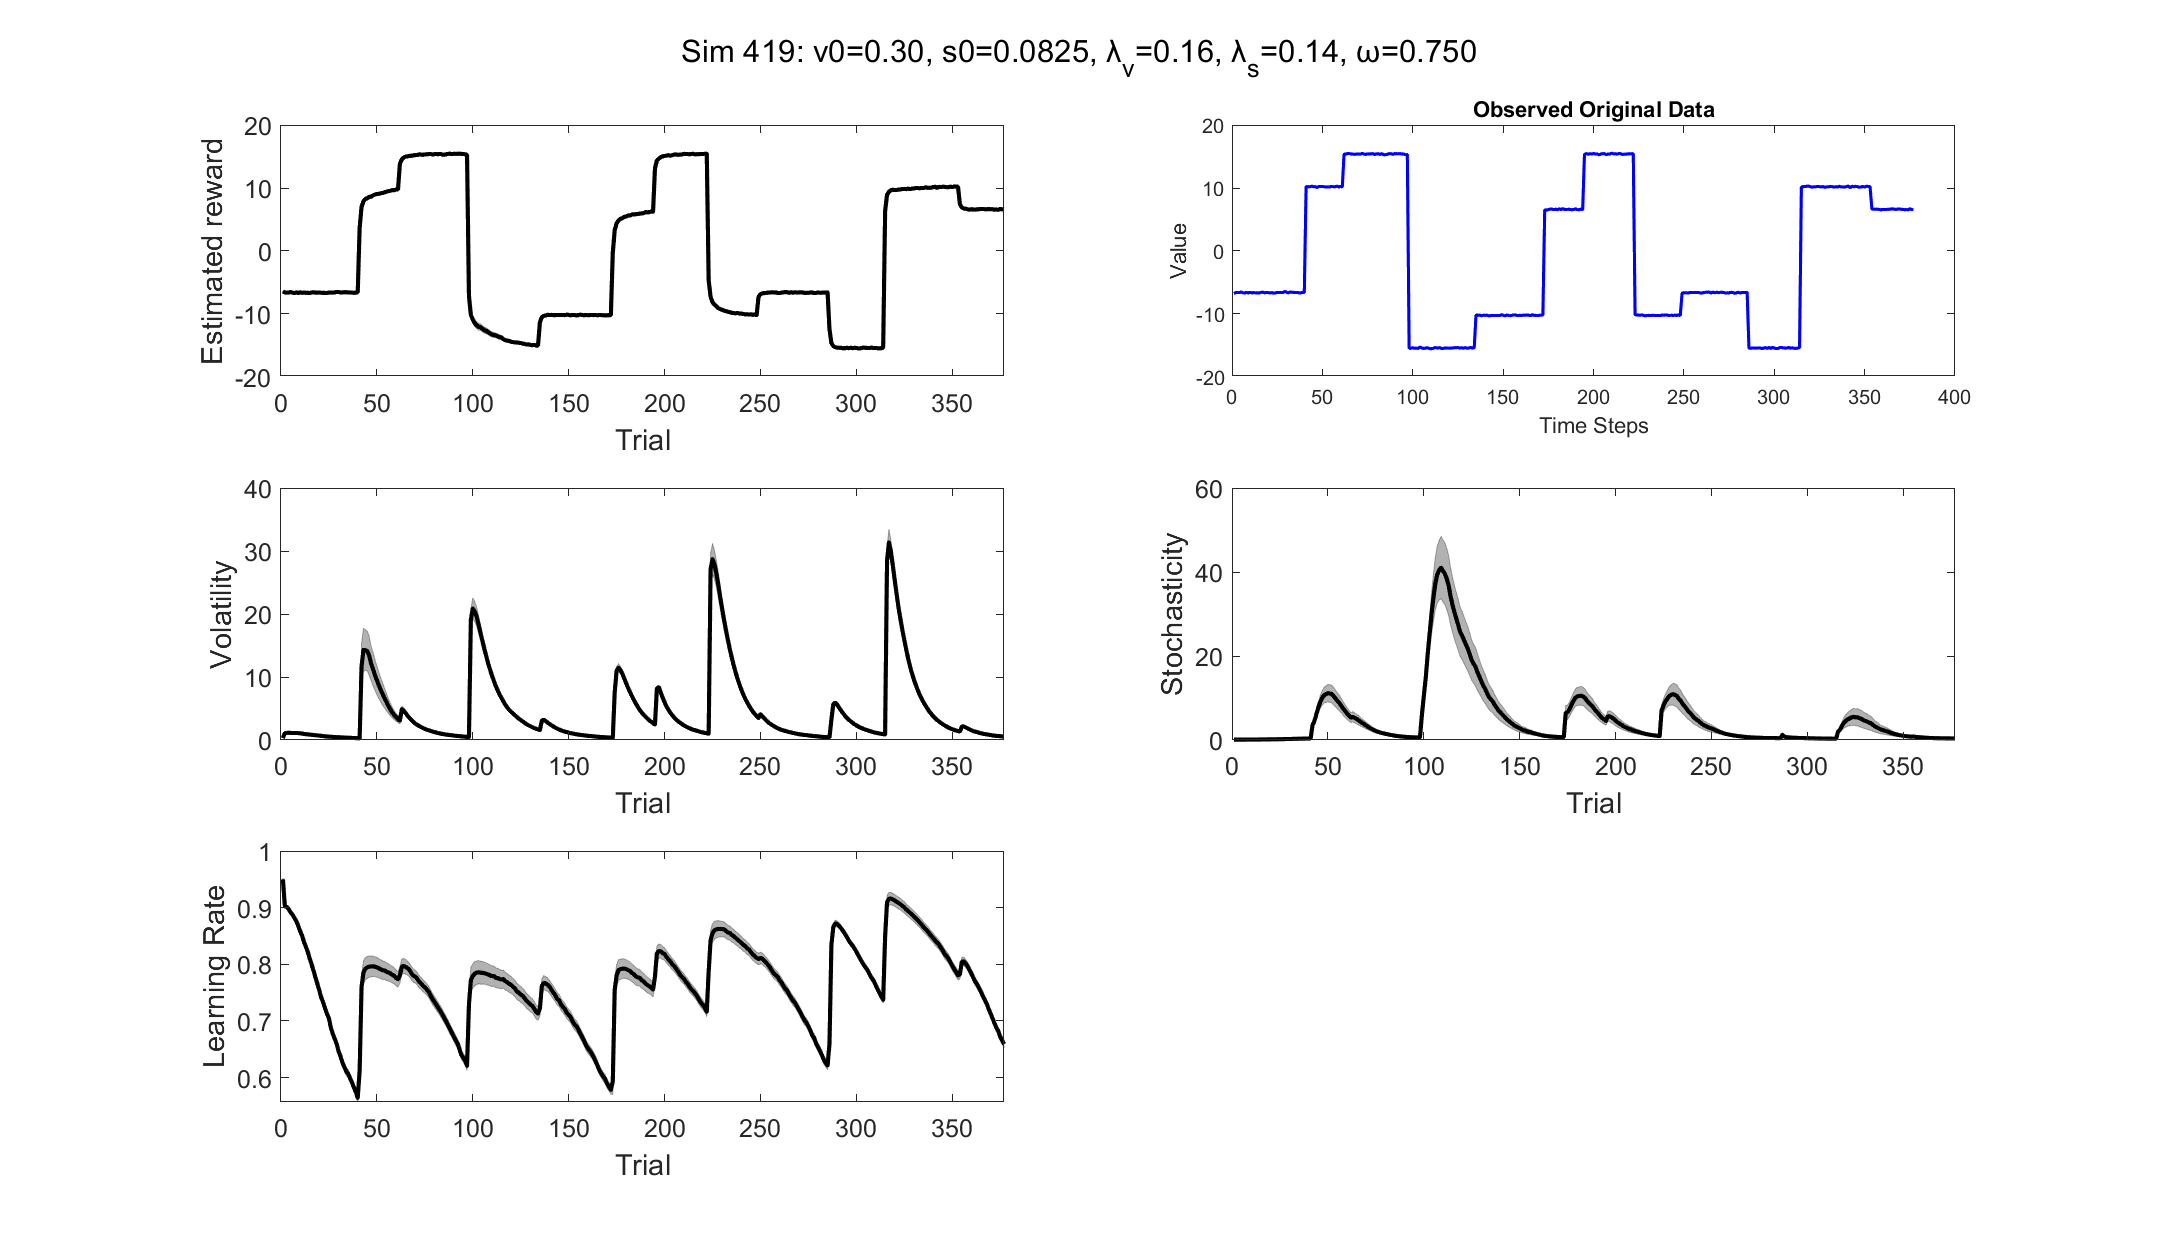 Sim 419: v0=0.30, s0=0.0825, λv=0.16, λs=0.14, ω=0.750
20
10
0
-10
-20
Estimated reward
0 50 100 150 200 250 300 350
Trial
Observed Original Data
20
10
0
-10
-20
Value
0 50 100 150 200 250 300 350 400
Time Steps
40
30
20
10
0
Volatility
0 50 100 150 200 250 300 350
Trial
60
40
20
0
Stochasticity
0 50 100 150 200 250 300 350
Trial
1
0.9
0.8
0.7
0.6
Learning Rate
0 50 100 150 200 250 300 350
Trial